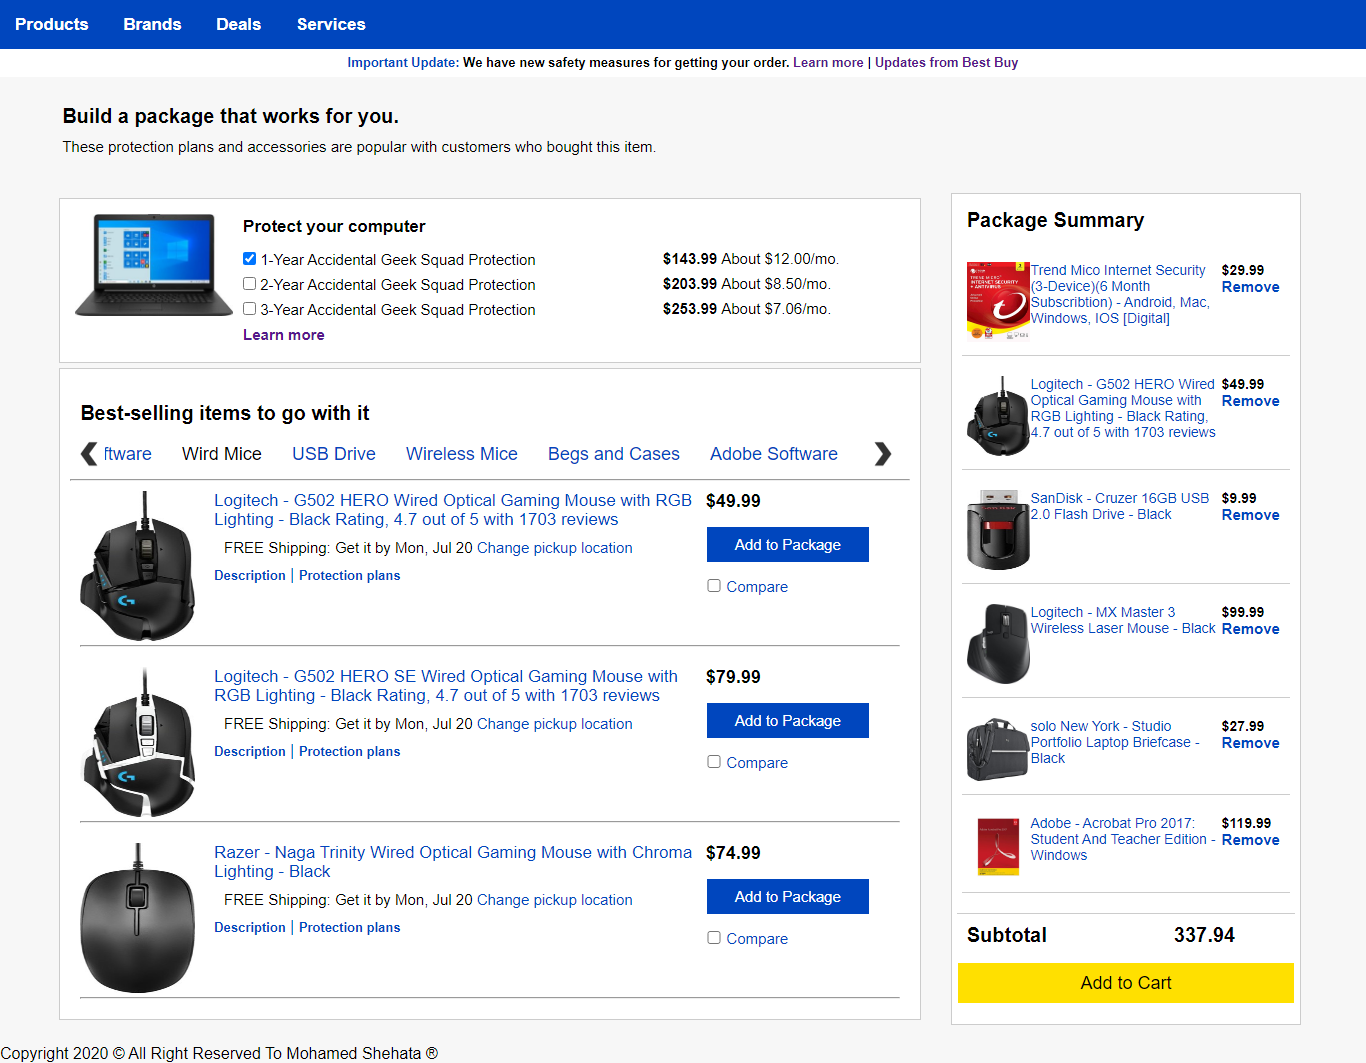 Products Brands Deals Services
Important Update: We have new safety measures for getting your order. Learn more | Updates from Best Buy
Build a package that works for you.
These protection plans and accessories are popular with customers who bought this item.
Protect your computer
1-Year Accidental Geek Squad Protection $143.99 About $12.00/mo.
2-Year Accidental Geek Squad Protection $203.99 About $8.50/mo.
3-Year Accidental Geek Squad Protection $253.99 About $7.06/mo.
Learn more
Best-selling items to go with it
ftware Wird Mice USB Drive Wireless Mice Begs and Cases Adobe Software
Logitech - G502 HERO Wired Optical Gaming Mouse with RGB $49.99
Lighting - Black Rating, 4.7 out of 5 with 1703 reviews
FREE Shipping: Get it by Mon, Jul 20 Change pickup location
Add to Package
Description | Protection plans
Compare
Logitech - G502 HERO SE Wired Optical Gaming Mouse with $79.99
RGB Lighting - Black Rating, 4.7 out of 5 with 1703 reviews
FREE Shipping: Get it by Mon, Jul 20 Change pickup location
Add to Package
Description | Protection plans
Compare
Razer - Naga Trinity Wired Optical Gaming Mouse with Chroma $74.99
Lighting - Black
FREE Shipping: Get it by Mon, Jul 20 Change pickup location
Add to Package
Description | Protection plans
Compare
Package Summary
Trend Mico Internet Security $29.99
(3-Device)(6 Month Remove
Subscribtion) - Android, Mac,
Windows, IOS [Digital]
Logitech - G502 HERO Wired $49.99
Optical Gaming Mouse with Remove
RGB Lighting - Black Rating,
4.7 out of 5 with 1703 reviews
SanDisk - Cruzer 16GB USB $9.99
2.0 Flash Drive - Black Remove
Logitech - MX Master 3 $99.99
Wireless Laser Mouse - Black Remove
solo New York - Studio $27.99
Portfolio Laptop Briefcase - Remove
Black
Adobe - Acrobat Pro 2017: $119.99
Student And Teacher Edition - Remove
Windows
Subtotal 337.94
Add to Cart
Copyright 2020 © All Right Reserved To Mohamed Shehata ®